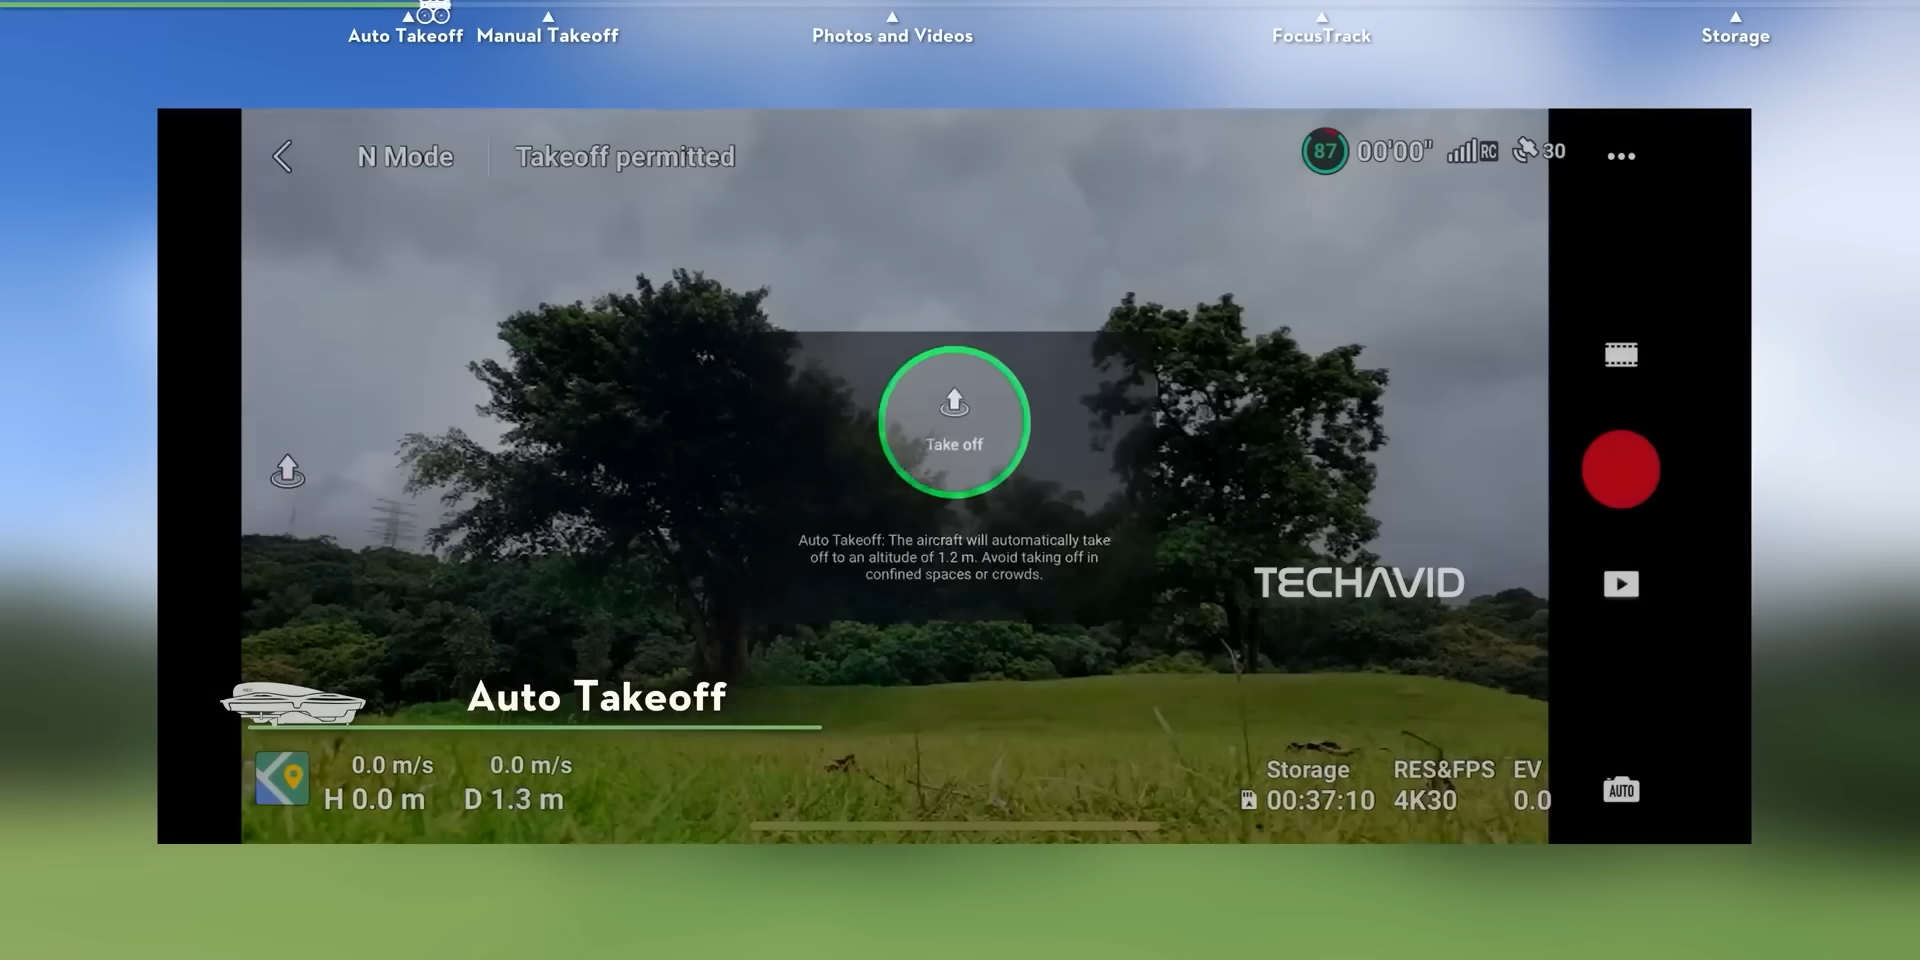 Auto Takeoff
Manual Takeoff
Photos and Videos
FocusTrack
Storage
N Mode
Takeoff permitted
87
00'00"
RC
30
Take off
Auto Takeoff: The aircraft will automatically take
off to an altitude of 1.2 m. Avoid taking off in
confined spaces or crowds.
TECHAVID
Auto Takeoff
0.0 m/s
0.0 m/s
H 0.0 m
D 1.3 m
Storage
RES&FPS
EV
00:37:10
4K30
0.0
AUTO